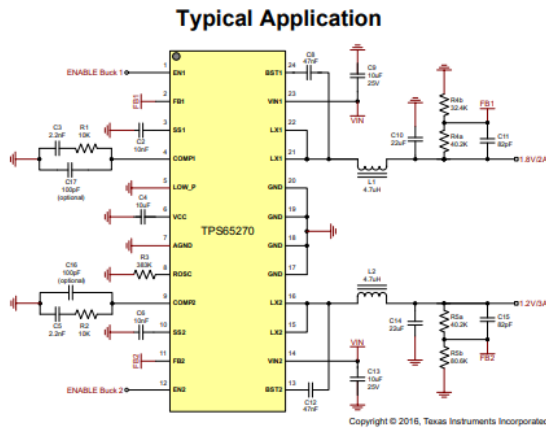 Typical Application
ENABLE Buck 1
1
EN1
FB1
2
FB1
C2
10nF
3
SS1
C3
2.2nF
R1
10K
C17
100pF
(optional)
4
COMP1
5
LOW_P
C4
10uF
6
VCC
7
AGND
R3
383K
8
ROSC
C16
100pF
(optional)
C5
2.2nF
R2
10K
9
COMP2
C6
10nF
10
SS2
FB2
11
FB2
ENABLE Buck 2
12
EN2
TPS65270
BST1
24
C8
47nF
VIN1
23
VIN
C9
10uF
25V
LX1
22
LX1
21
L1
4.7uH
C10
22uF
R4b
32.4K
R4a
40.2K
FB1
C11
82pF
1.8V/2A
GND
20
GND
19
GND
18
GND
17
LX2
16
L2
4.7uH
LX2
15
C14
22uF
R5a
40.2K
R5b
80.6K
C15
82pF
FB2
1.2V/3A
VIN2
14
VIN
C13
10uF
25V
BST2
13
C12
47nF
Copyright © 2016, Texas Instruments Incorporated